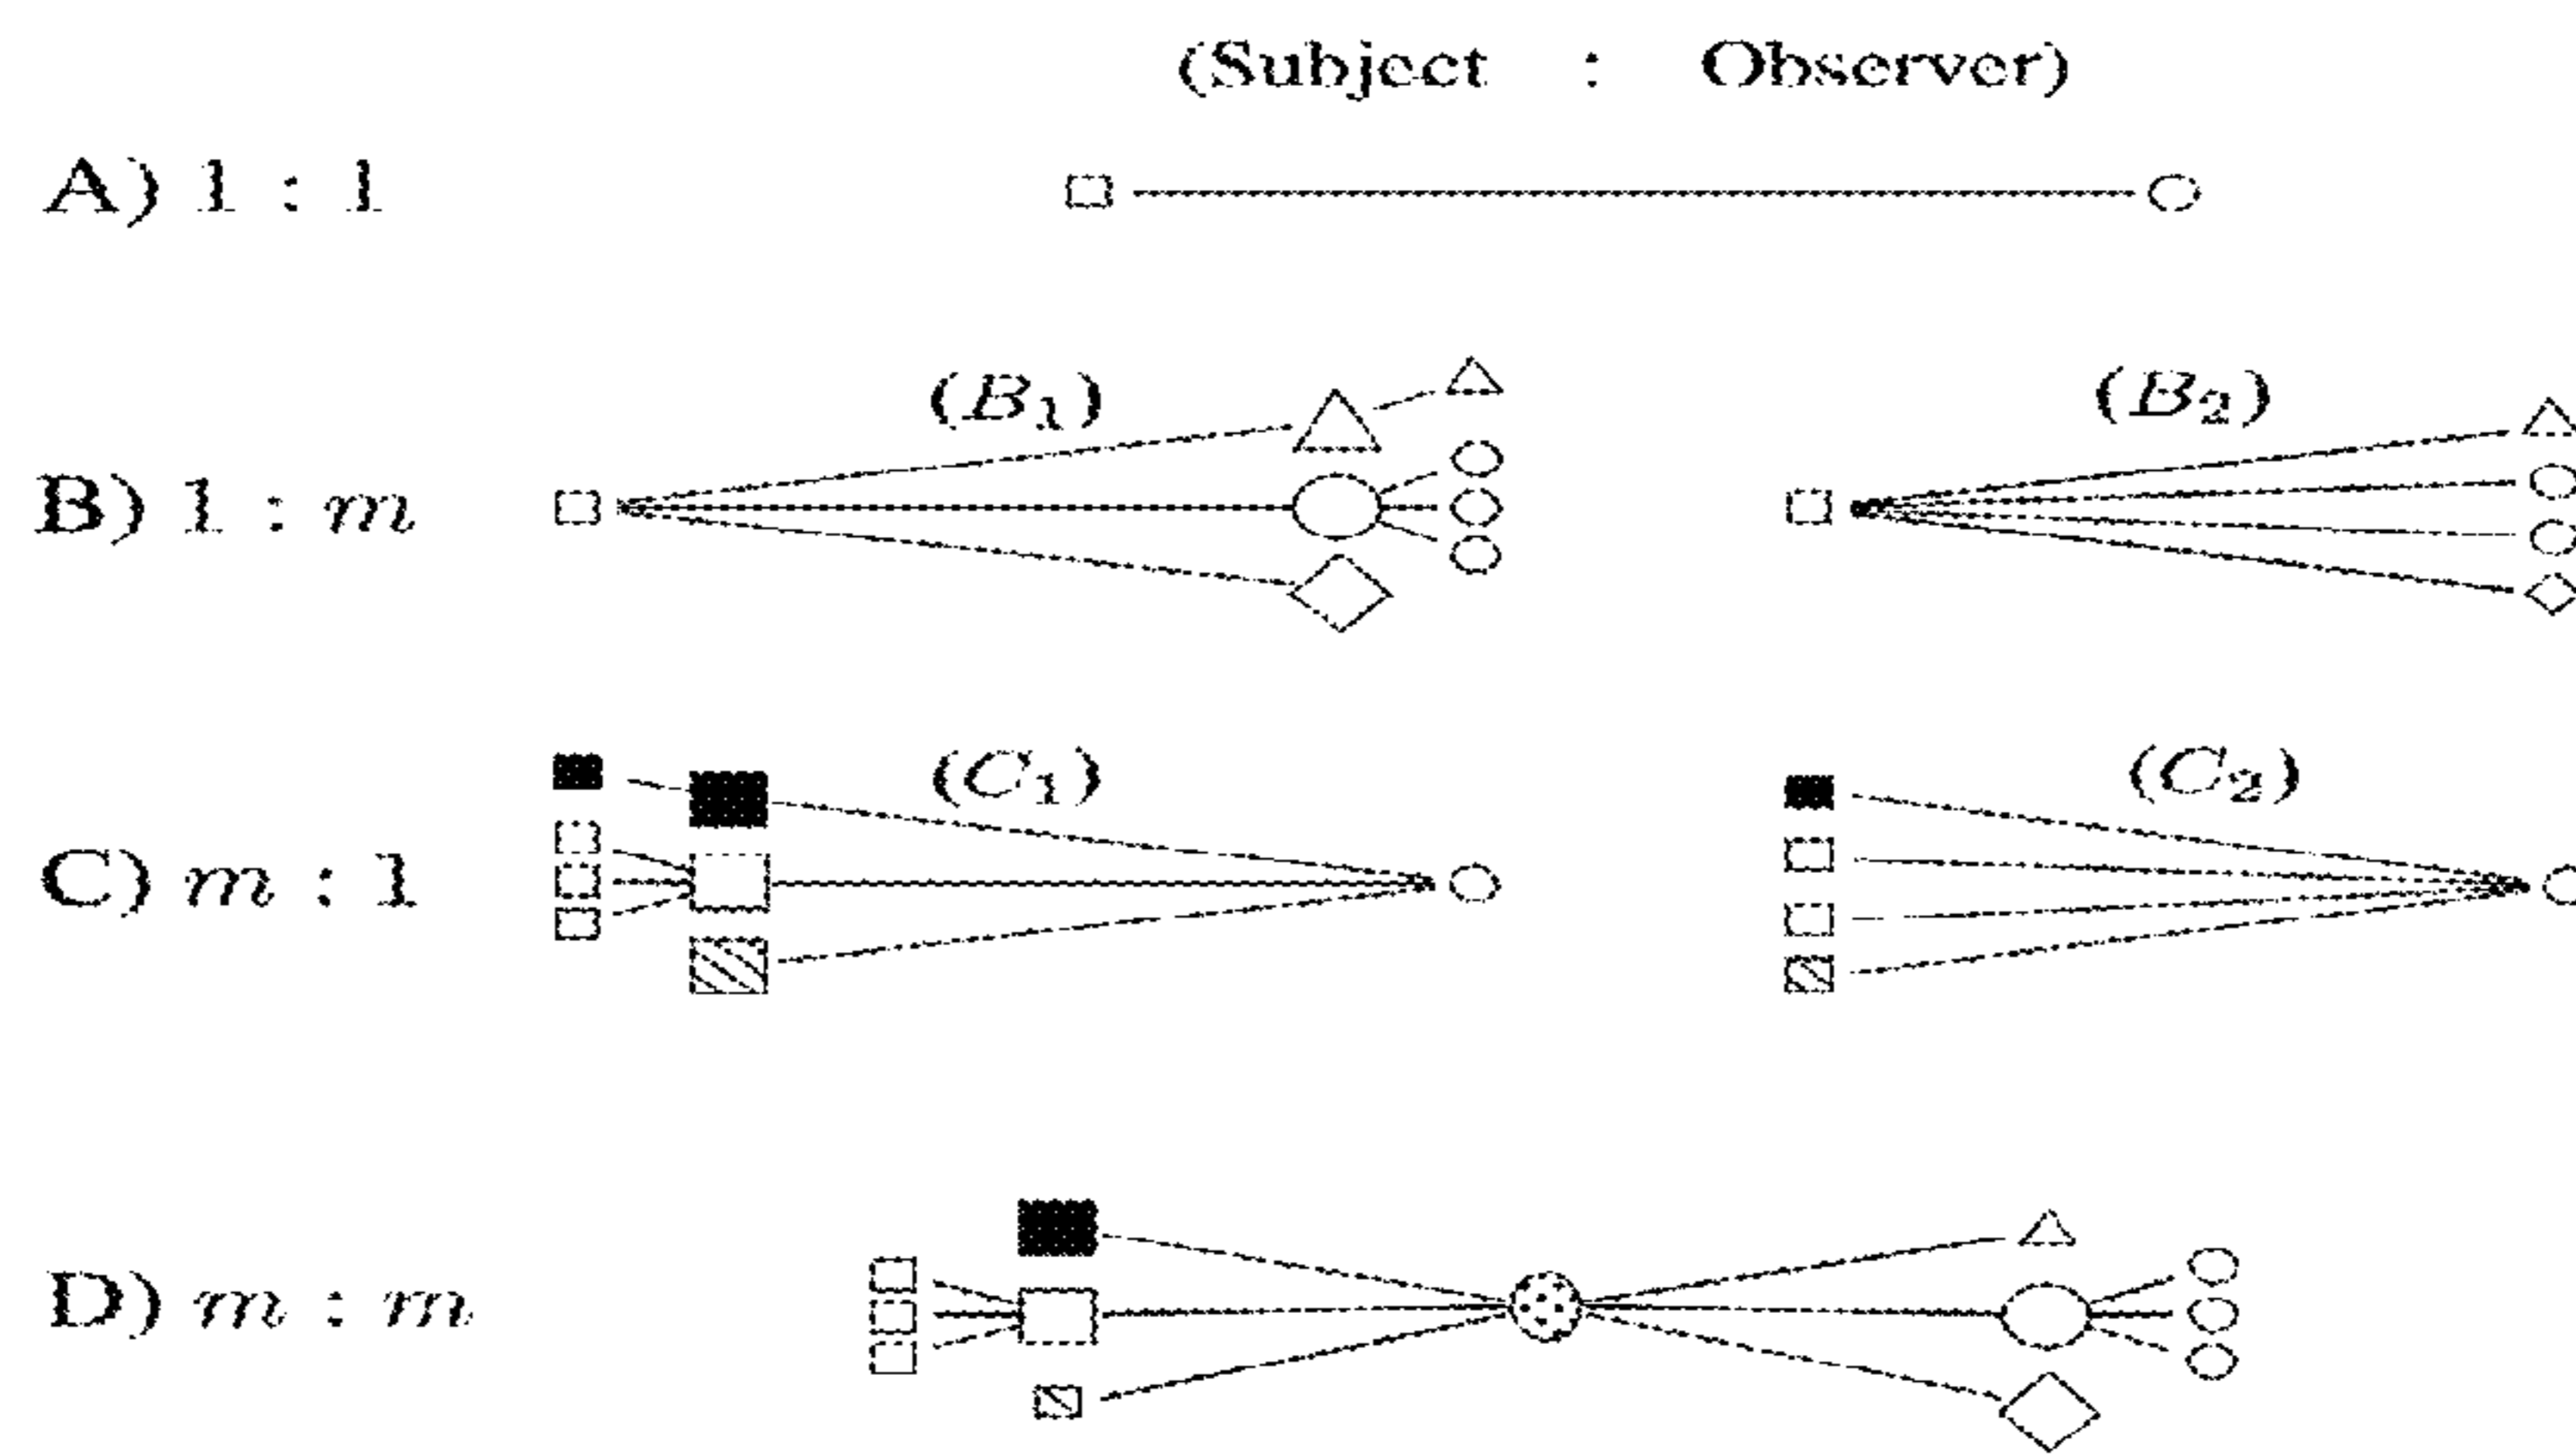 (Subject : Observer)
A) 1 : 1
(B₁) (B₂)
B) 1 : m
(C₁) (C₂)
C) m : 1
D) m : m